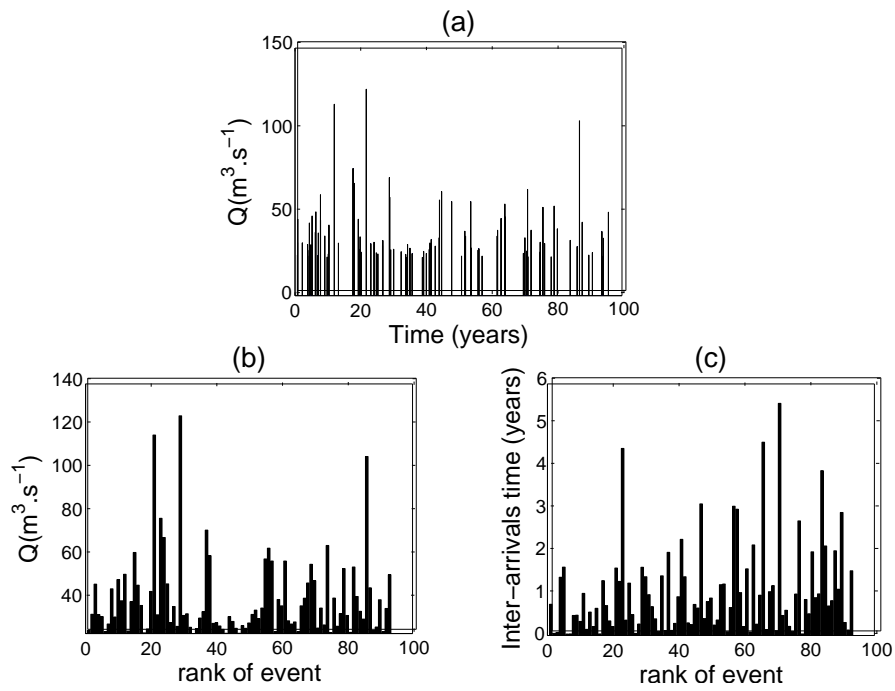 (a)
150
100
50
0
Q(m³.s⁻¹)
0 20 40 60 80 100
Time (years)
(b)
140
120
100
80
60
40
Q(m³.s⁻¹)
0 20 40 60 80 100
rank of event
(c)
6
5
4
3
2
1
0
Inter−arrivals time (years)
0 20 40 60 80 100
rank of event